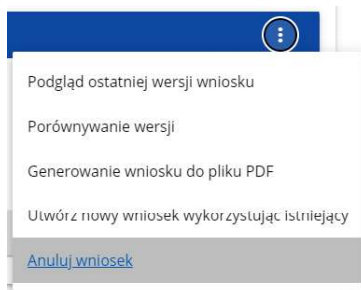 Podgląd ostatniej wersji wniosku
Porównywanie wersji
Generowanie wniosku do pliku PDF
Utwórz nowy wniosek wykorzystując istniejący
Anuluj wniosek